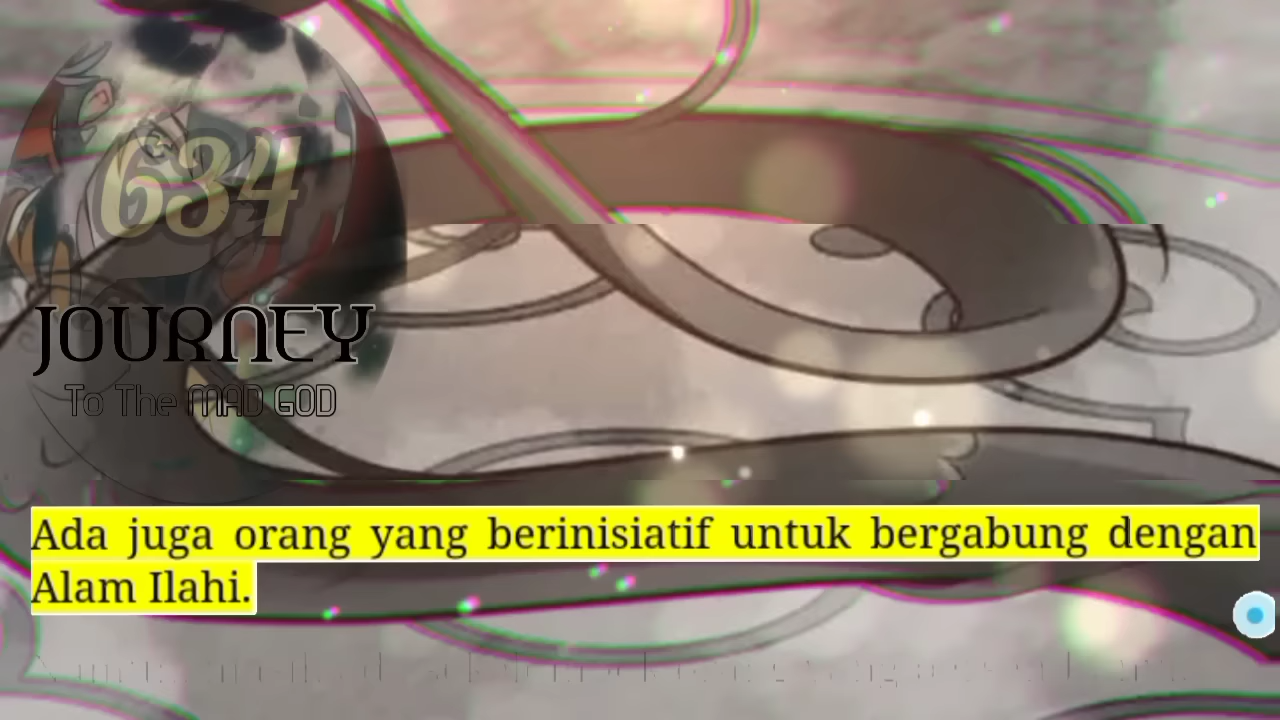 634
JOURNEY
To The MAD GOD
Ada juga orang yang berinisiatif untuk bergabung dengan
Alam Ilahi.